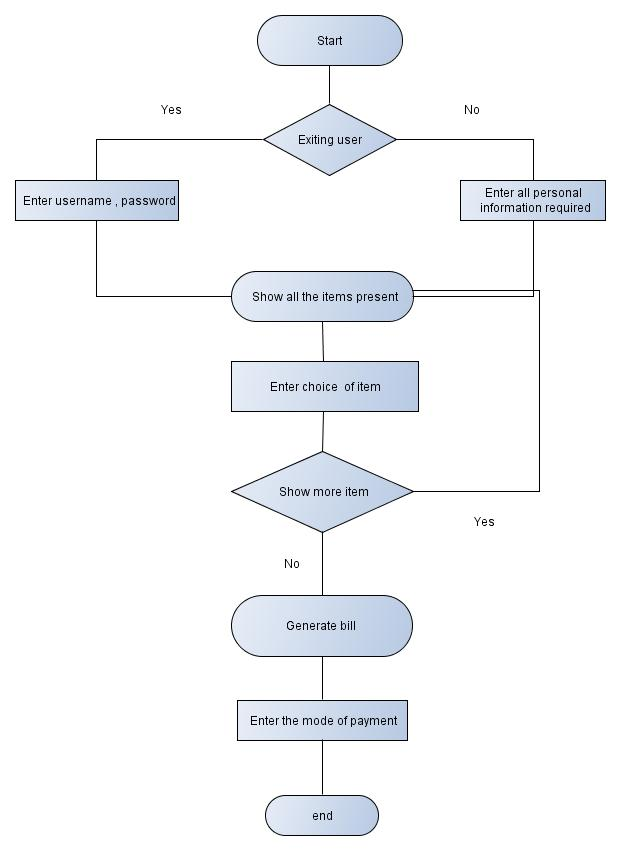 Start
Yes
No
Exiting user
Enter username , password
Enter all personal
information required
Show all the items present
Enter choice  of item
Show more item
Yes
No
Generate bill
Enter the mode of payment
end